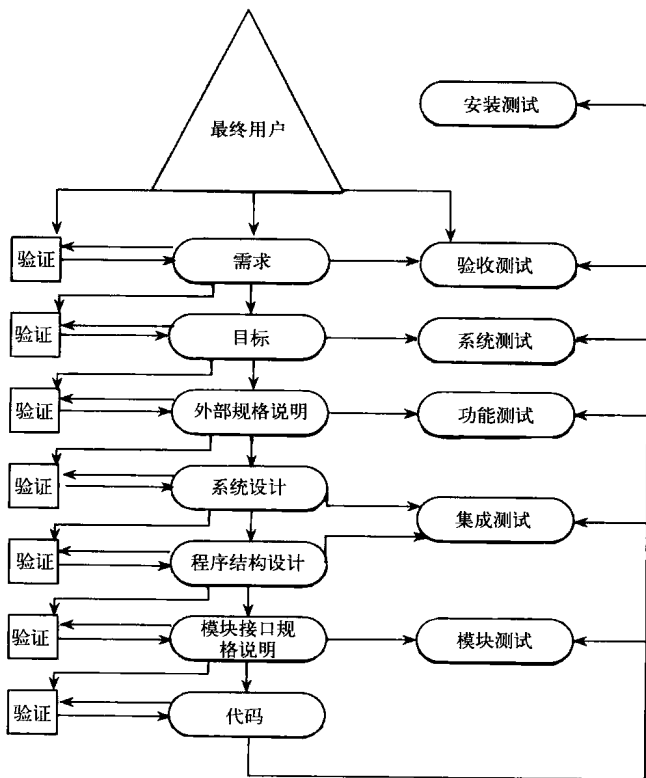 最终用户
安装测试
验证
需求
验收测试
验证
目标
系统测试
验证
外部规格说明
功能测试
验证
系统设计
集成测试
验证
程序结构设计
验证
模块接口规
格说明
模块测试
验证
代码